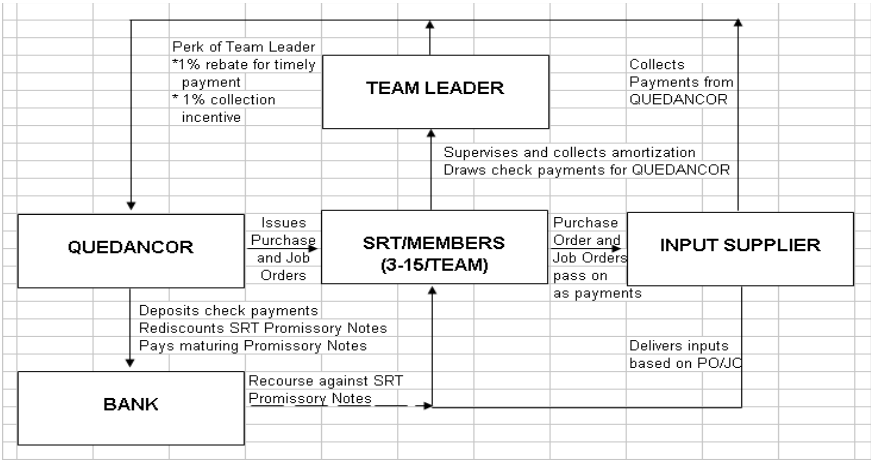 Perk of Team Leader
*1% rebate for timely
payment
* 1% collection
incentive
TEAM LEADER
Collects
Payments from
QUEDANCOR
Supervises and collects amortization
Draws check payments for QUEDANCOR
QUEDANCOR
Issues
Purchase
and Job
Orders
SRT/MEMBERS
(3-15/TEAM)
Purchase
Order and
Job Orders
pass on
as payments
INPUT SUPPLIER
Deposits check payments
Rediscounts SRT Promissory Notes
Pays maturing Promissory Notes
Delivers inputs
based on PO/JO
BANK
Recourse against SRT
Promissory Notes